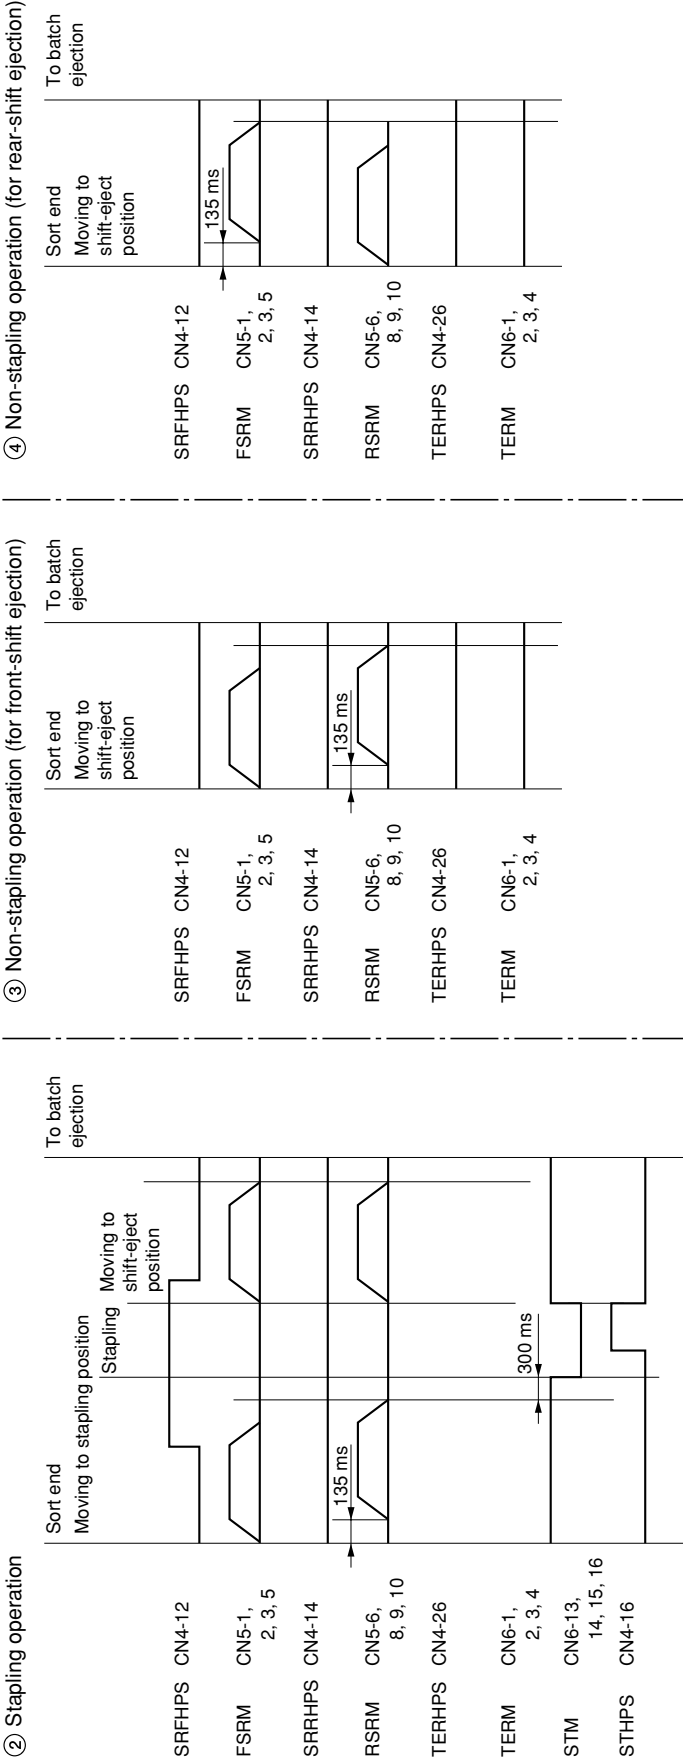 ② Stapling operation
Sort end
Moving to stapling position
Stapling
Moving to
shift-eject
position
To batch
ejection
SRFHPS CN4-12
FSRM CN5-1,
2, 3, 5
SRRHPS CN4-14
RSRM CN5-6,
8, 9, 10
135 ms
TERHPS CN4-26
TERM CN6-1,
2, 3, 4
300 ms
STM CN6-13,
14, 15, 16
STHPS CN4-16
③ Non-stapling operation (for front-shift ejection)
Sort end
Moving to
shift-eject
position
To batch
ejection
SRFHPS CN4-12
FSRM CN5-1,
2, 3, 5
SRRHPS CN4-14
RSRM CN5-6,
8, 9, 10
135 ms
TERHPS CN4-26
TERM CN6-1,
2, 3, 4
④ Non-stapling operation (for rear-shift ejection)
Sort end
Moving to
shift-eject
position
To batch
ejection
SRFHPS CN4-12
135 ms
FSRM CN5-1,
2, 3, 5
SRRHPS CN4-14
RSRM CN5-6,
8, 9, 10
TERHPS CN4-26
TERM CN6-1,
2, 3, 4